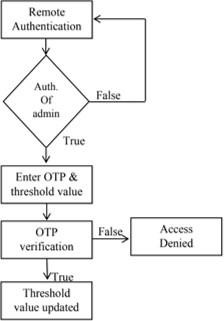 Remote
Authentication
Auth.
Of
admin
False
True
Enter OTP &
threshold value
OTP
verification
False
Access
Denied
True
Threshold
value updated